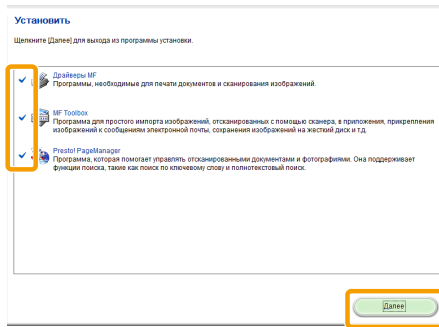 Установить
Щелкните [Далее] для выхода из программы установки.
Драйверы MF
Программы, необходимые для печати документов и сканирования изображений.
MF Toolbox
Программа для простого импорта изображений, отсканированных с помощью сканера, в приложения, прикрепления
изображений к сообщениям электронной почты, сохранения изображений на жесткий диск и т.д.
Presto! PageManager
Программа, которая помогает управлять отсканированными документами и фотографиями. Она поддерживает
функции поиска, такие как поиск по ключевому слову и полнотекстовый поиск.
Далее